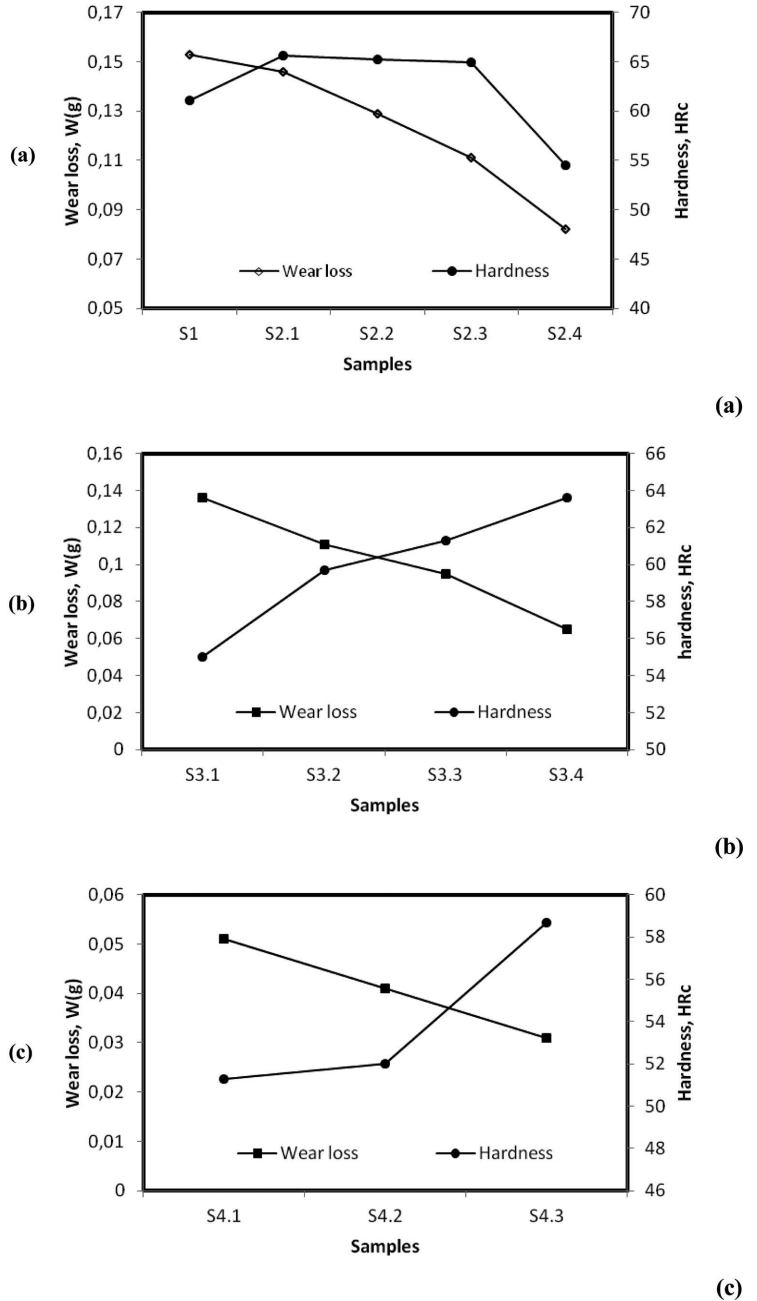 (a)
Wear loss, W(g)
0,17
0,15
0,13
0,11
0,09
0,07
0,05
70
65
60
55
50
45
40
Hardness, HRc
Wear loss
Hardness
S1 S2.1 S2.2 S2.3 S2.4
Samples
(a)
(b)
Wear loss, W(g)
0,16
0,14
0,12
0,1
0,08
0,06
0,04
0,02
0
66
64
62
60
58
56
54
52
50
hardness, HRc
Wear loss
Hardness
S3.1 S3.2 S3.3 S3.4
Samples
(b)
(c)
Wear loss, W(g)
0,06
0,05
0,04
0,03
0,02
0,01
0
60
58
56
54
52
50
48
46
Hardness, HRc
Wear loss
Hardness
S4.1 S4.2 S4.3
Samples
(c)